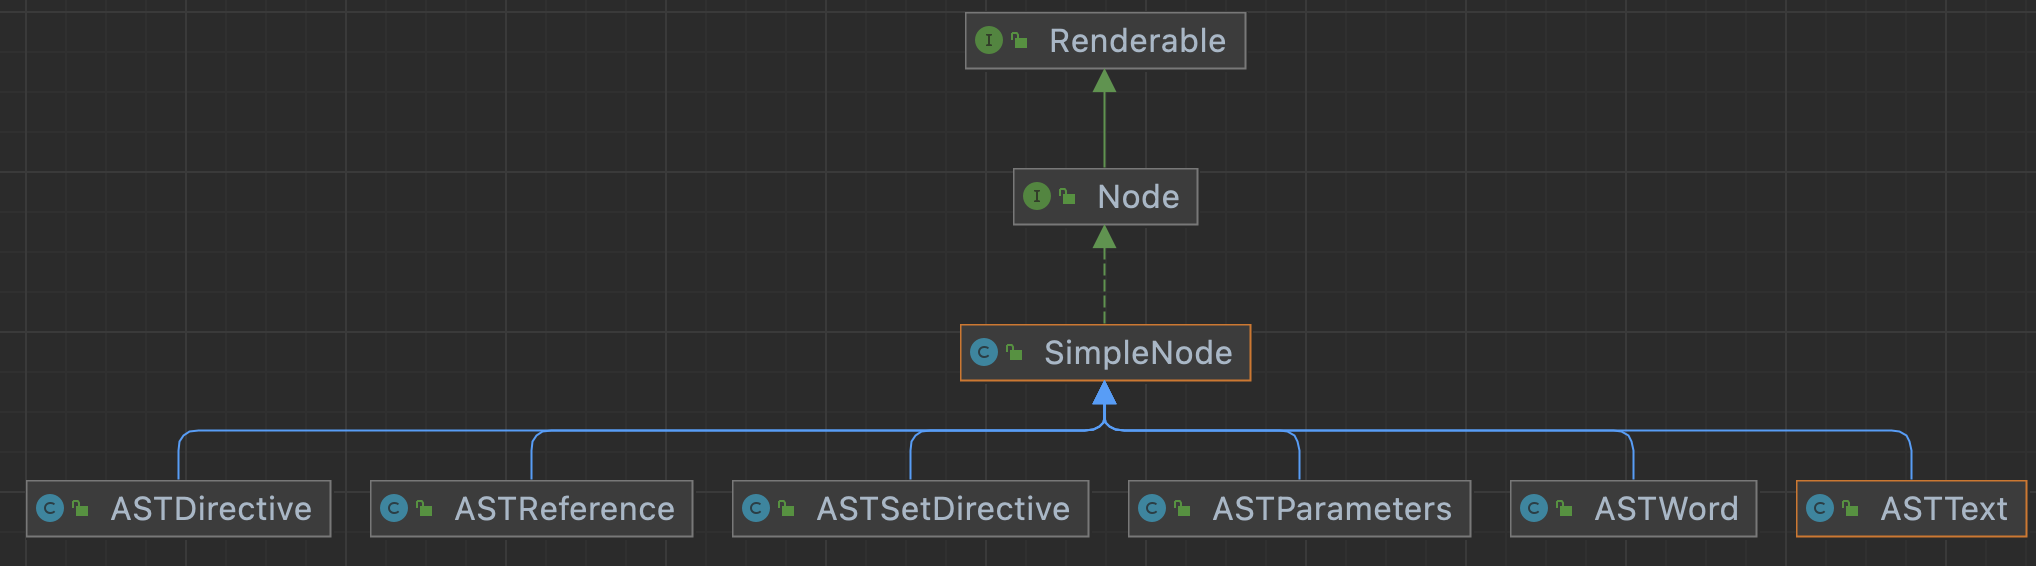 I Renderable
I Node
C SimpleNode
C ASTDirective
C ASTReference
C ASTSetDirective
C ASTParameters
C ASTWord
C ASTText